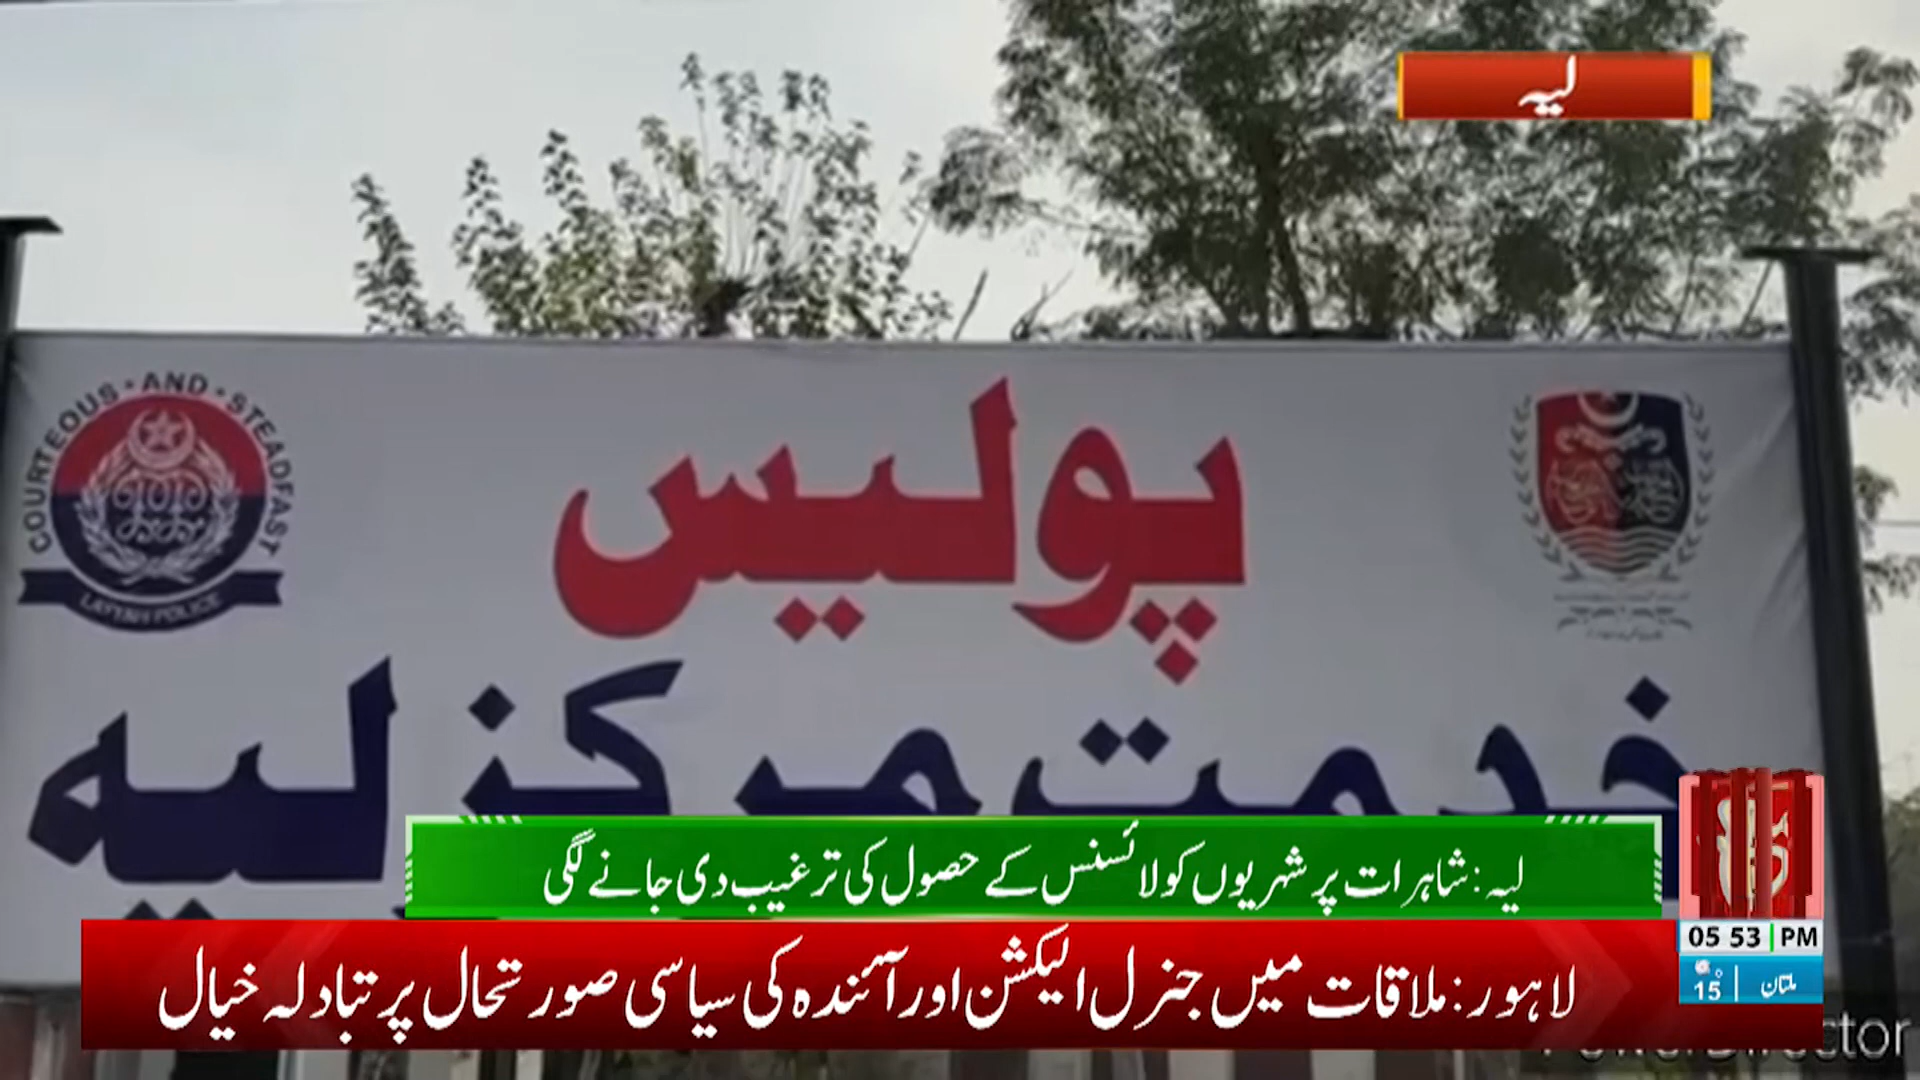 لیہ
COURTEOUS • AND • STEADFAST
LAYYAH POLICE
پولیس
خدمت مرکز لیہ
لیہ : شاہرات پر شہریوں کو لائسنس کے حصول کی ترغیب دی جانے لگی
لاہور : ملاقات میں جنرل الیکشن اور آئندہ کی سیاسی صورتحال پر تبادلہ خیال
05 53 PM
15° ملتان
PowerDirector